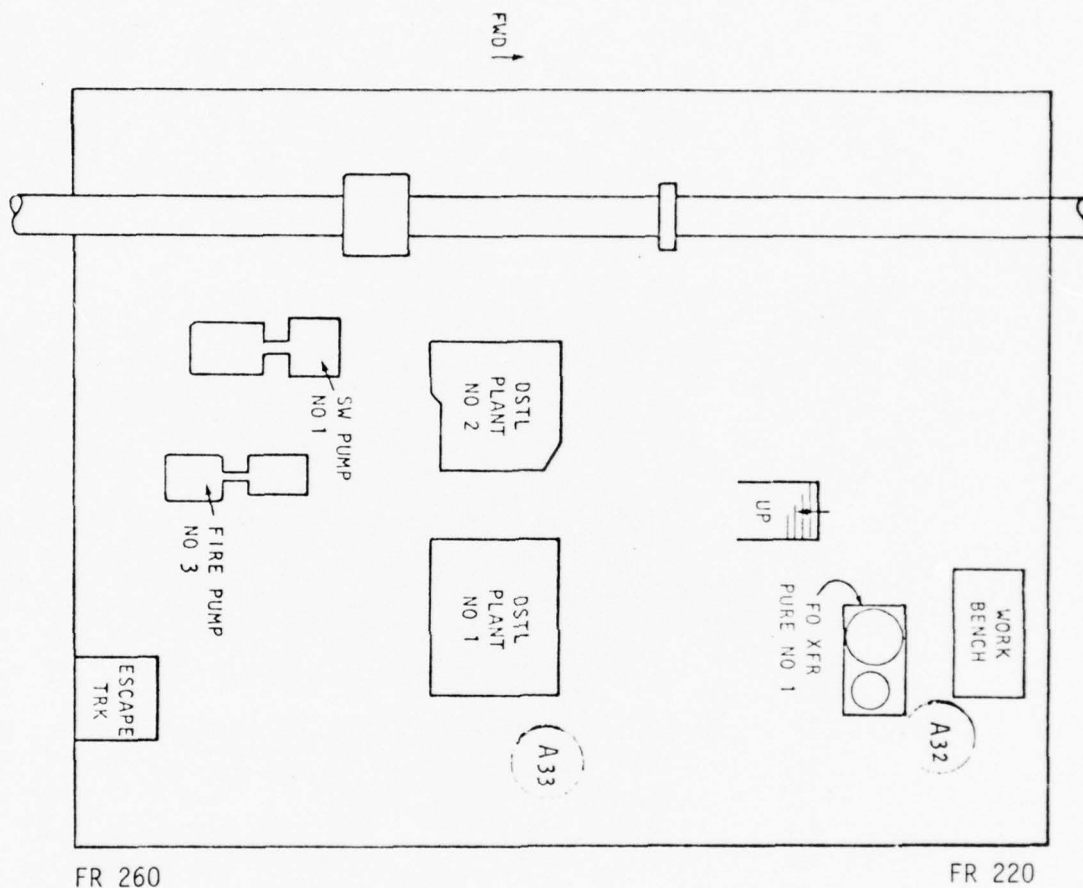 FWD
SW PUMP
NO 1
DSTL
PLANT
NO 2
FIRE PUMP
NO 3
UP
DSTL
PLANT
NO 1
FO XFR
PURE NO 1
WORK
BENCH
ESCAPE
TRK
A33
A32
FR 260
FR 220